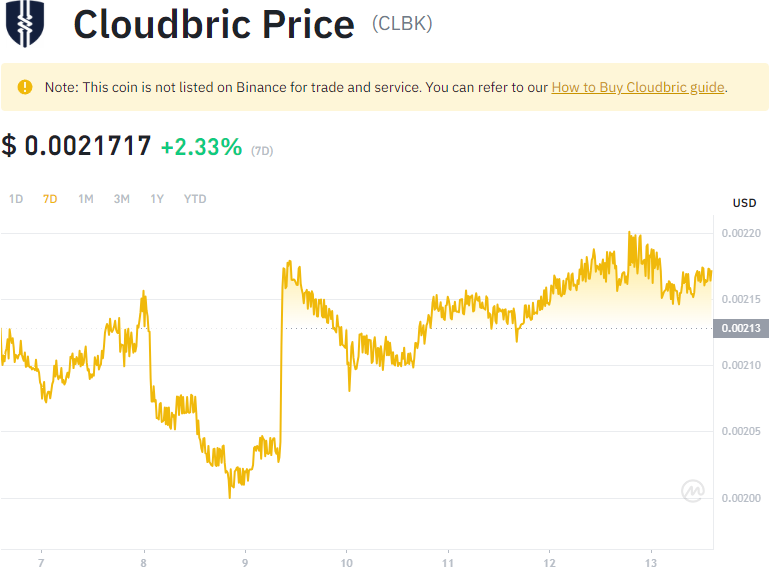 Cloudbric Price (CLBK)
Note: This coin is not listed on Binance for trade and service. You can refer to our How to Buy Cloudbric guide.
$ 0.0021717 +2.33% (7D)
1D 7D 1M 3M 1Y YTD
USD
0.00220
0.00215
0.00213
0.00210
0.00205
0.00200
7 8 9 10 11 12 13